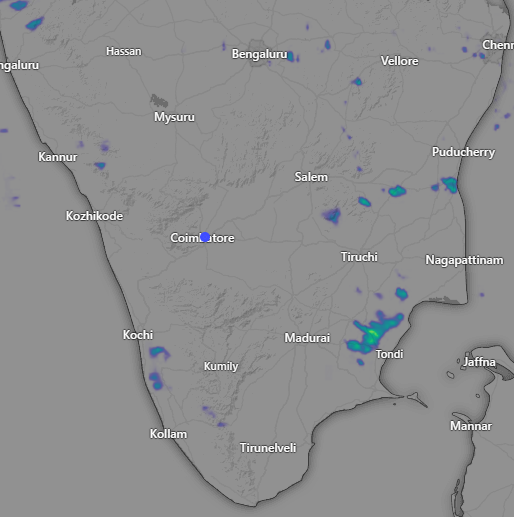 Hassan
Bengaluru
Chenn
Vellore
ngaluru
Mysuru
Kannur
Puducherry
Salem
Kozhikode
Coimbatore
Tiruchi
Nagapattinam
Kochi
Madurai
Tondi
Jaffna
Kumily
Mannar
Kollam
Tirunelveli